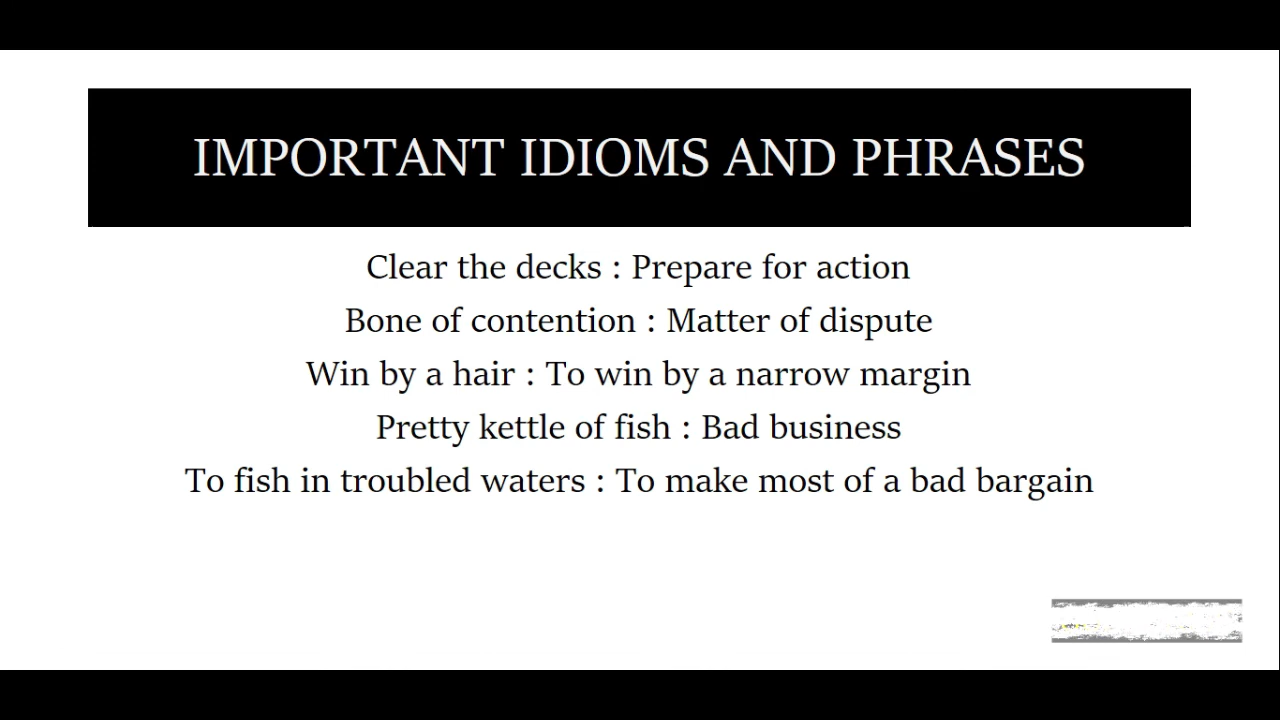 IMPORTANT IDIOMS AND PHRASES
Clear the decks : Prepare for action
Bone of contention : Matter of dispute
Win by a hair : To win by a narrow margin
Pretty kettle of fish : Bad business
To fish in troubled waters : To make most of a bad bargain